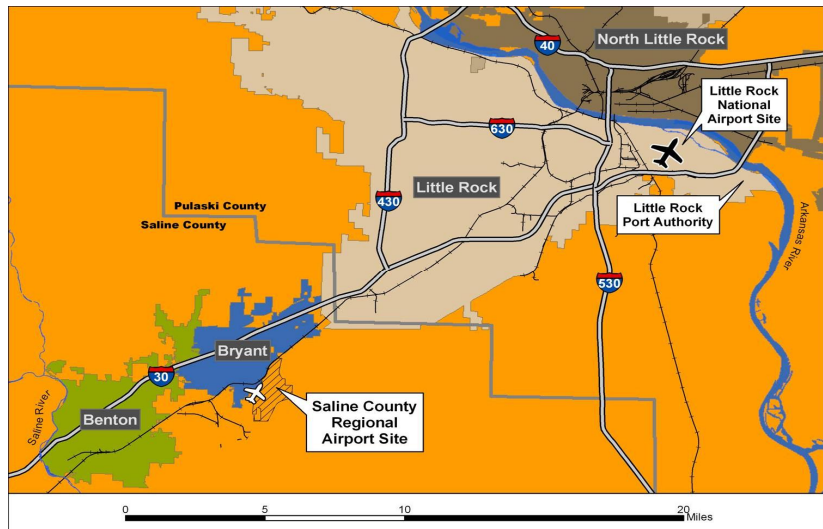 North Little Rock
40
Little Rock
National
Airport Site
630
Little Rock
430
Pulaski County
Saline County
Little Rock
Port Authority
Arkansas River
530
Bryant
30
Saline County
Regional
Airport Site
Benton
Saline River
0 5 10 20
Miles